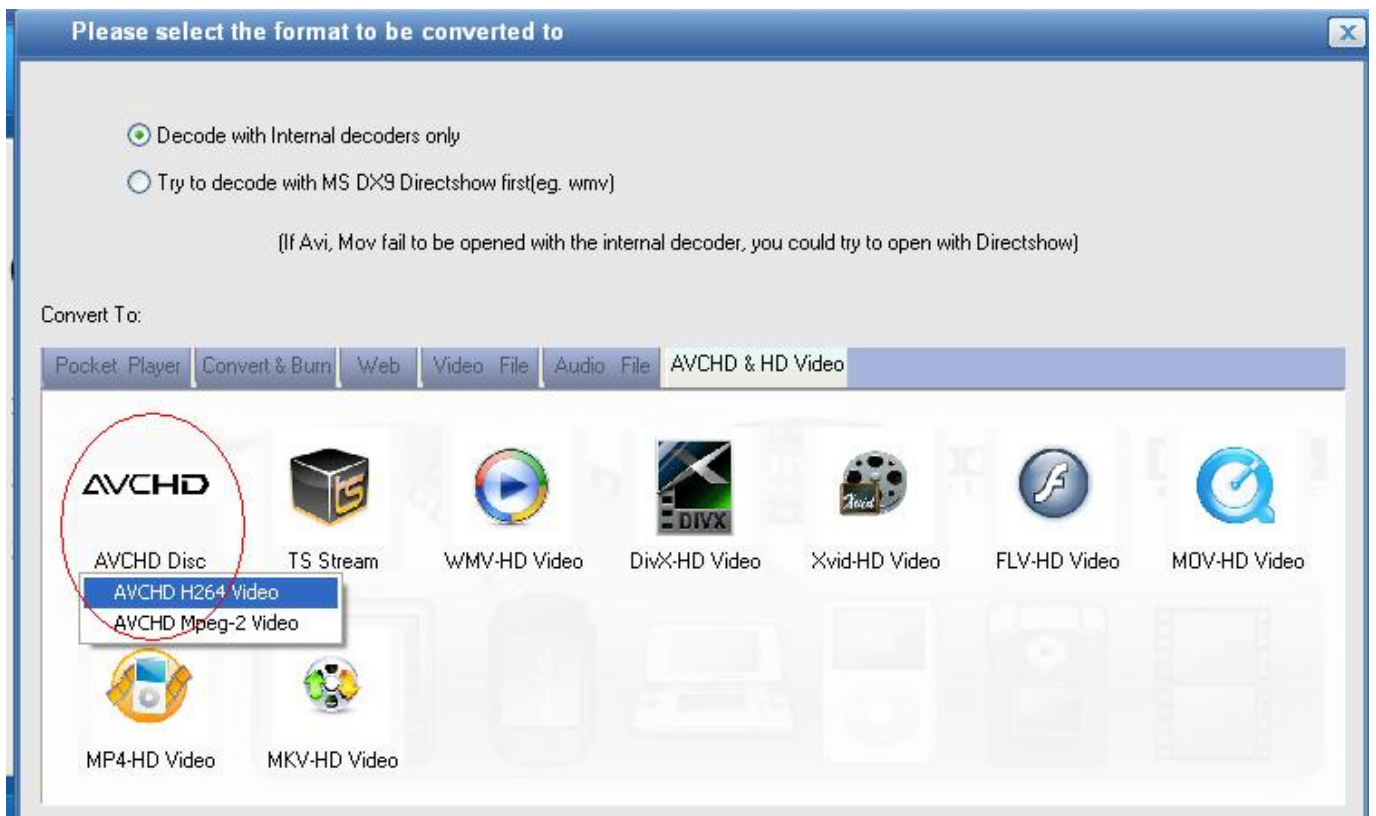 Please select the format to be converted to
Decode with Internal decoders only
Try to decode with MS DX9 Directshow first(eg. wmv)
(If Avi, Mov fail to be opened with the internal decoder, you could try to open with Directshow)
Convert To:
Pocket Player Convert & Burn Web Video File Audio File AVCHD & HD Video
AVCHD TS DIVX Xvid
AVCHD Disc TS Stream WMV-HD Video DivX-HD Video Xvid-HD Video FLV-HD Video MOV-HD Video
AVCHD H264 Video
AVCHD Mpeg-2 Video
MP4-HD Video MKV-HD Video